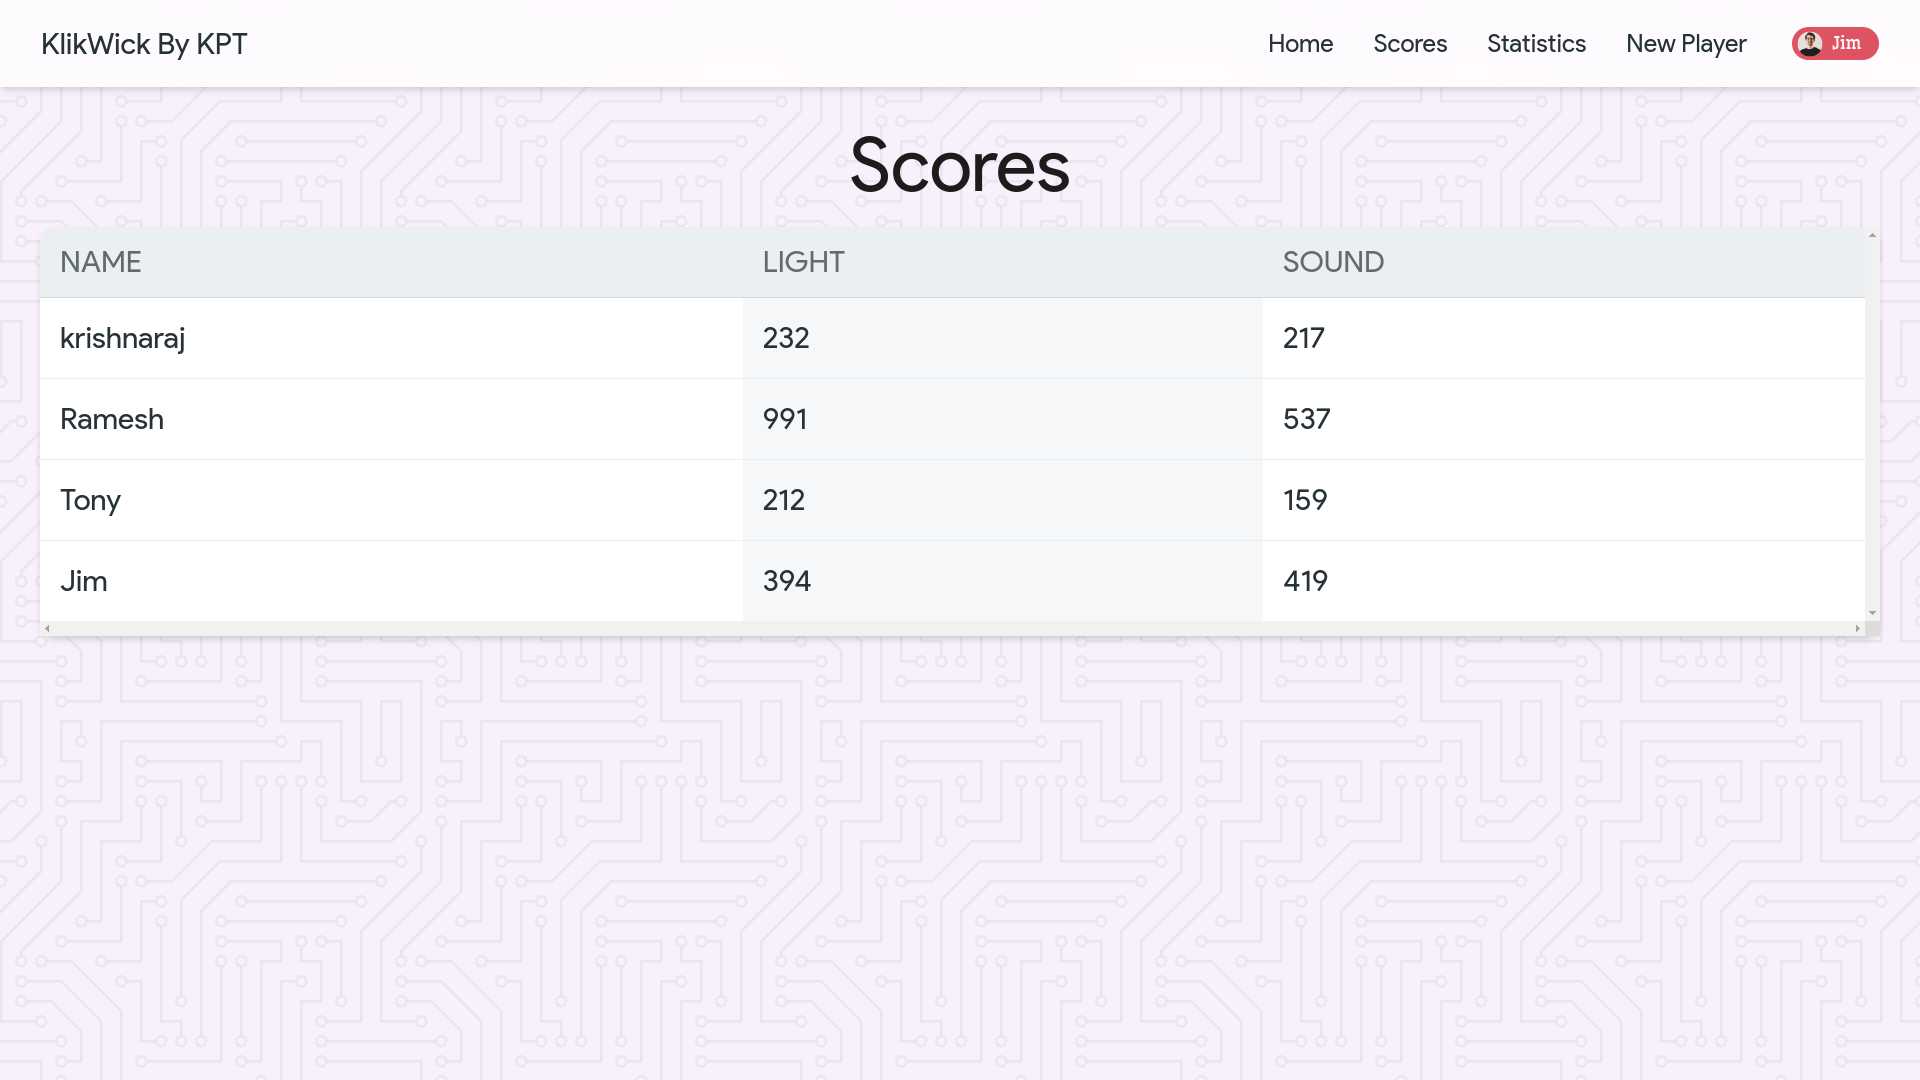 KlikWick By KPT Home Scores Statistics New Player Jim
Scores
NAME LIGHT SOUND
krishnaraj 232 217
Ramesh 991 537
Tony 212 159
Jim 394 419